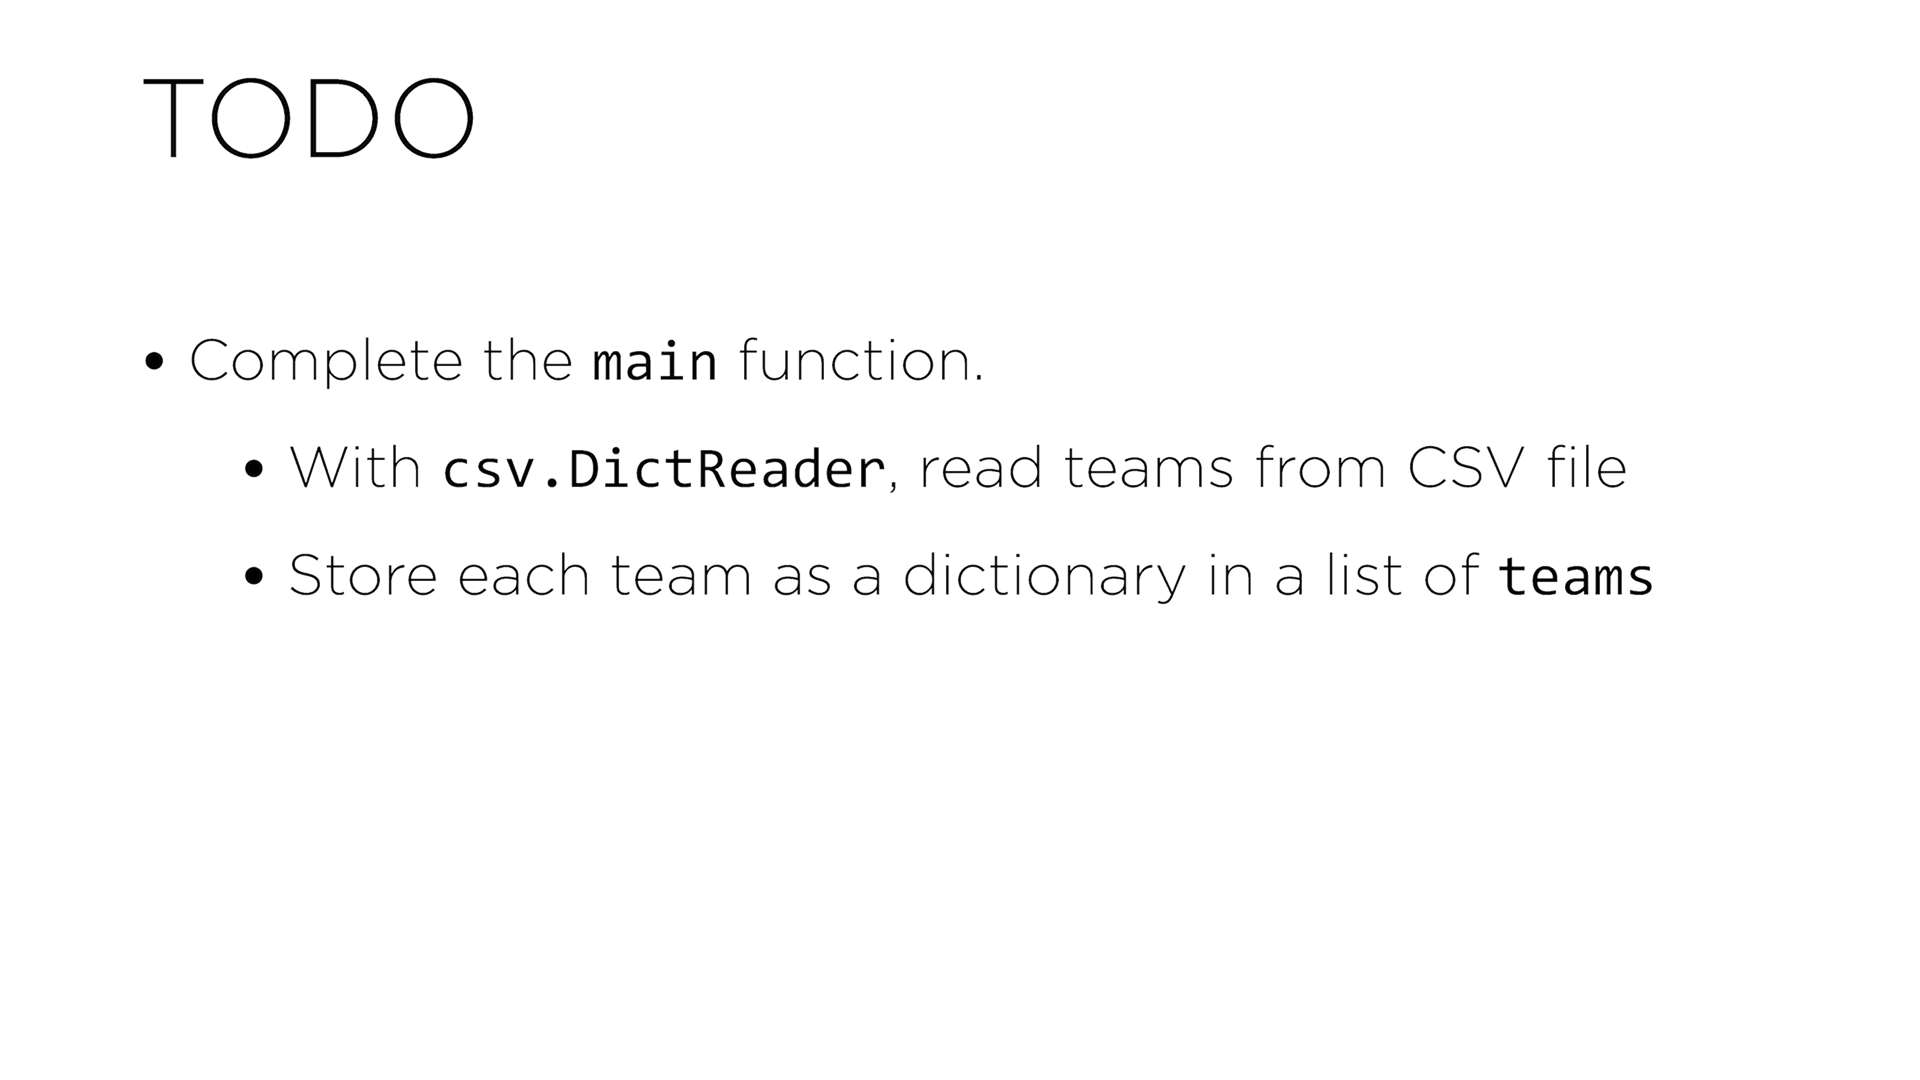 TODO
• Complete the main function.
• With csv.DictReader, read teams from CSV file
• Store each team as a dictionary in a list of teams